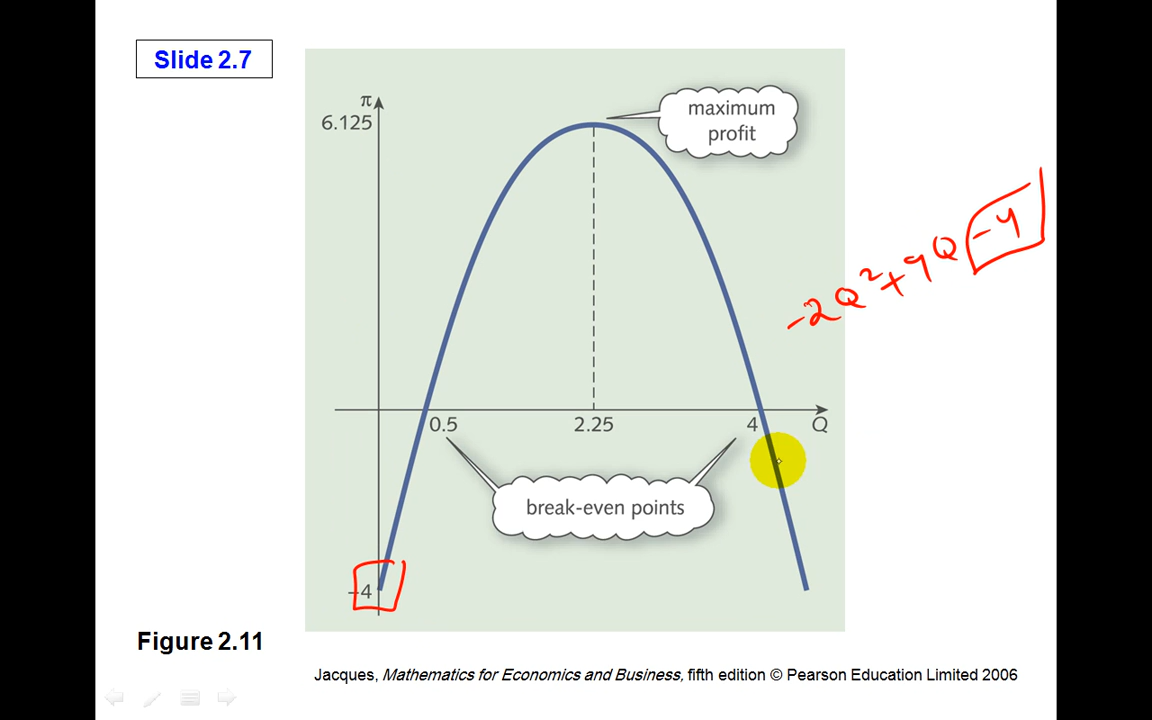 Slide 2.7
π
6.125
maximum
profit
-2Q²+9Q-4
0.5
2.25
4
Q
break-even points
-4
Figure 2.11
Jacques, Mathematics for Economics and Business, fifth edition © Pearson Education Limited 2006